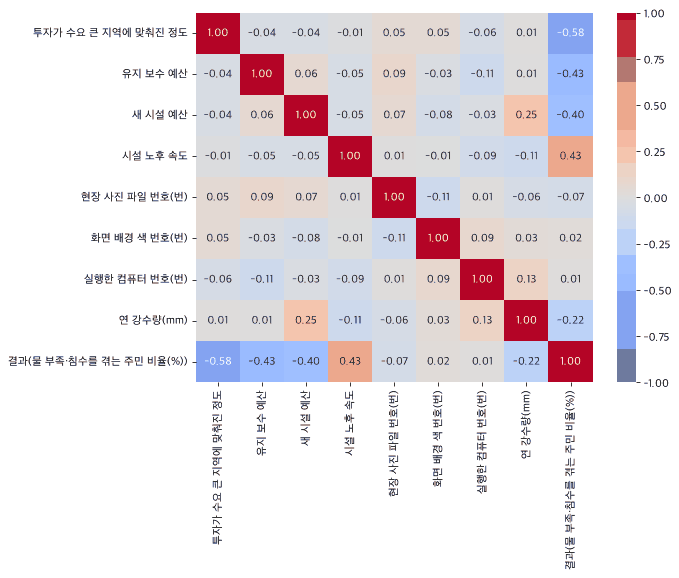 투자가 수요 큰 지역에 맞춰진 정도 1.00 −0.04 −0.04 −0.01 0.05 0.05 −0.06 0.01 −0.58
유지 보수 예산 −0.04 1.00 0.06 −0.05 0.09 −0.03 −0.11 0.01 −0.43
새 시설 예산 −0.04 0.06 1.00 −0.05 0.07 −0.08 −0.03 0.25 −0.40
시설 노후 속도 −0.01 −0.05 −0.05 1.00 0.01 −0.01 −0.09 −0.11 0.43
현장 사진 파일 번호(번) 0.05 0.09 0.07 0.01 1.00 −0.11 0.01 −0.06 −0.07
화면 배경 색 번호(번) 0.05 −0.03 −0.08 −0.01 −0.11 1.00 0.09 0.03 0.02
실행한 컴퓨터 번호(번) −0.06 −0.11 −0.03 −0.09 0.01 0.09 1.00 0.13 0.01
연 강수량(mm) 0.01 0.01 0.25 −0.11 −0.06 0.03 0.13 1.00 −0.22
결과(물 부족·침수를 겪는 주민 비율(%)) −0.58 −0.43 −0.40 0.43 −0.07 0.02 0.01 −0.22 1.00
투자가 수요 큰 지역에 맞춰진 정도
유지 보수 예산
새 시설 예산
시설 노후 속도
현장 사진 파일 번호(번)
화면 배경 색 번호(번)
실행한 컴퓨터 번호(번)
연 강수량(mm)
결과(물 부족·침수를 겪는 주민 비율(%))
1.00
0.75
0.50
0.25
0.00
−0.25
−0.50
−0.75
−1.00